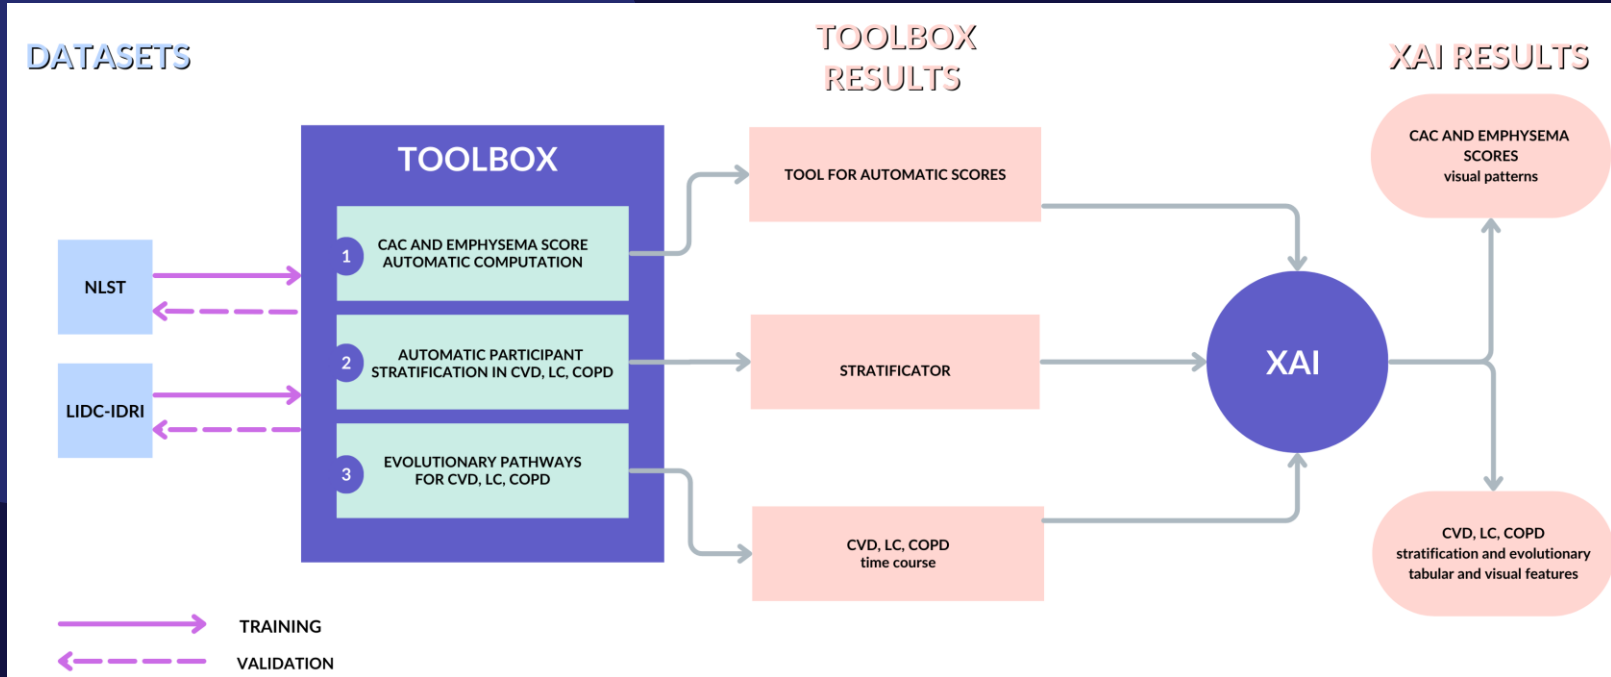 DATASETS
TOOLBOX
RESULTS
XAI RESULTS
TOOLBOX
NLST
LIDC-IDRI
1
CAC AND EMPHYSEMA SCORE
AUTOMATIC COMPUTATION
2
AUTOMATIC PARTICIPANT
STRATIFICATION IN CVD, LC, COPD
3
EVOLUTIONARY PATHWAYS
FOR CVD, LC, COPD
TOOL FOR AUTOMATIC SCORES
STRATIFICATOR
CVD, LC, COPD
time course
XAI
CAC AND EMPHYSEMA
SCORES
visual patterns
CVD, LC, COPD
stratification and evolutionary
tabular and visual features
TRAINING
VALIDATION